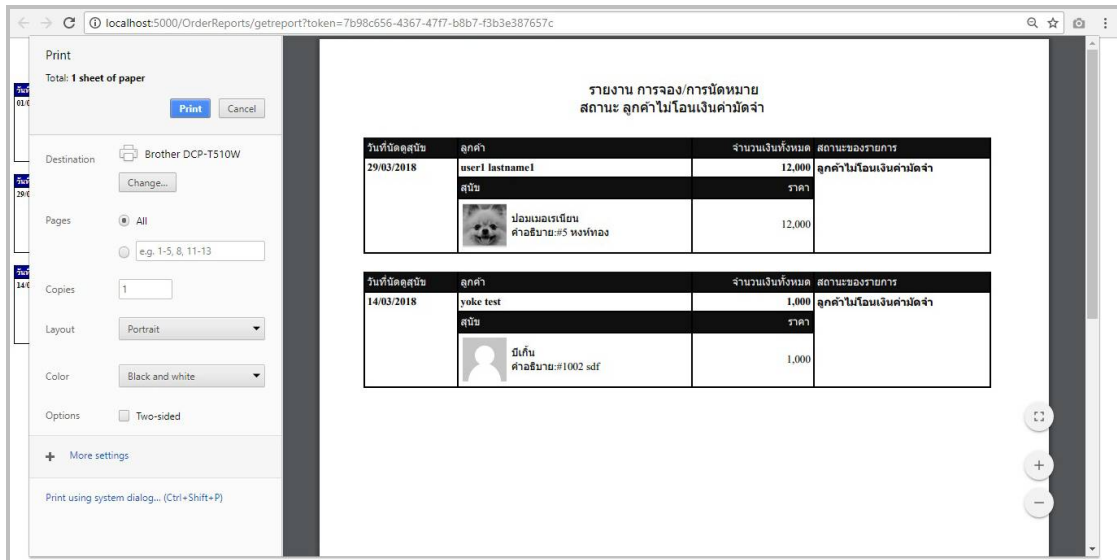 localhost:5000/OrderReports/getreport?token=7b98c656-4367-47f7-b8b7-f3b3e387657c
Print
Total: 1 sheet of paper
Print Cancel
Destination Brother DCP-T510W
Change...
Pages All
e.g. 1-5, 8, 11-13
Copies 1
Layout Portrait
Color Black and white
Options Two-sided
More settings
Print using system dialog... (Ctrl+Shift+P)
รายงาน การจอง/การนัดหมาย
สถานะ ลูกค้าไม่โอนเงินค่ามัดจำ
วันที่นัดดูสุนัข ลูกค้า จำนวนเงินทั้งหมด สถานะของรายการ
29/03/2018 user1 lastname1 12,000 ลูกค้าไม่โอนเงินค่ามัดจำ
สุนัข ราคา
ปอมเมอเรเนียน
คำอธิบาย:#5 หงห์ทอง
12,000
วันที่นัดดูสุนัข ลูกค้า จำนวนเงินทั้งหมด สถานะของรายการ
14/03/2018 yoke test 1,000 ลูกค้าไม่โอนเงินค่ามัดจำ
สุนัข ราคา
บีเกิ้น
คำอธิบาย:#1002 sdf
1,000